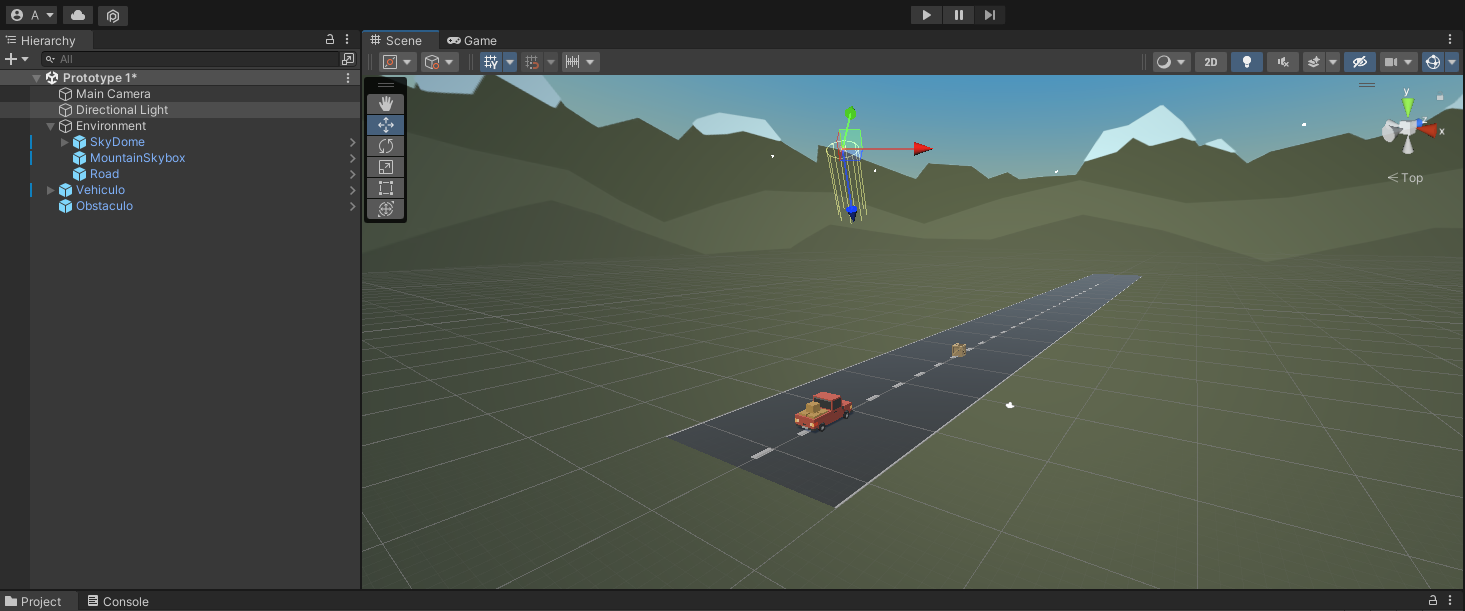 A
Hierarchy
All
Prototype 1*
Main Camera
Directional Light
Environment
SkyDome
MountainSkybox
Road
Vehiculo
Obstaculo
Scene
Game
2D
y
z
x
Top
Project
Console